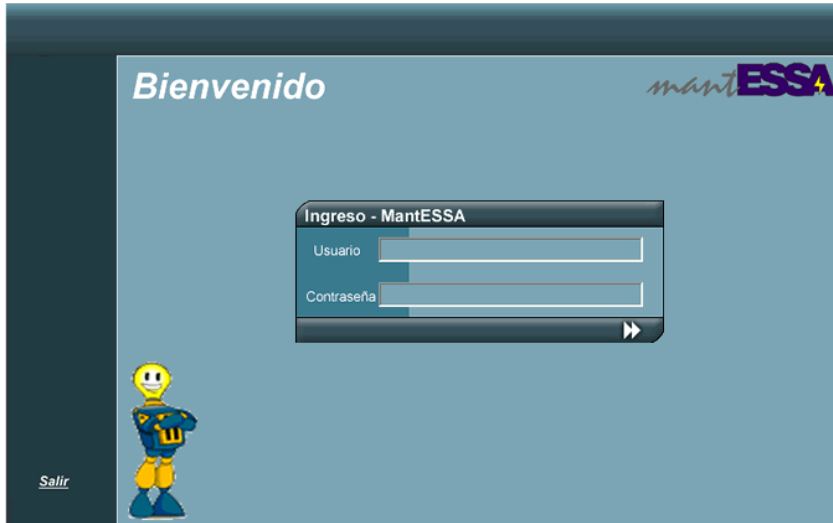 Bienvenido
mantESSA
Ingreso - MantESSA
Usuario
Contraseña
Salir